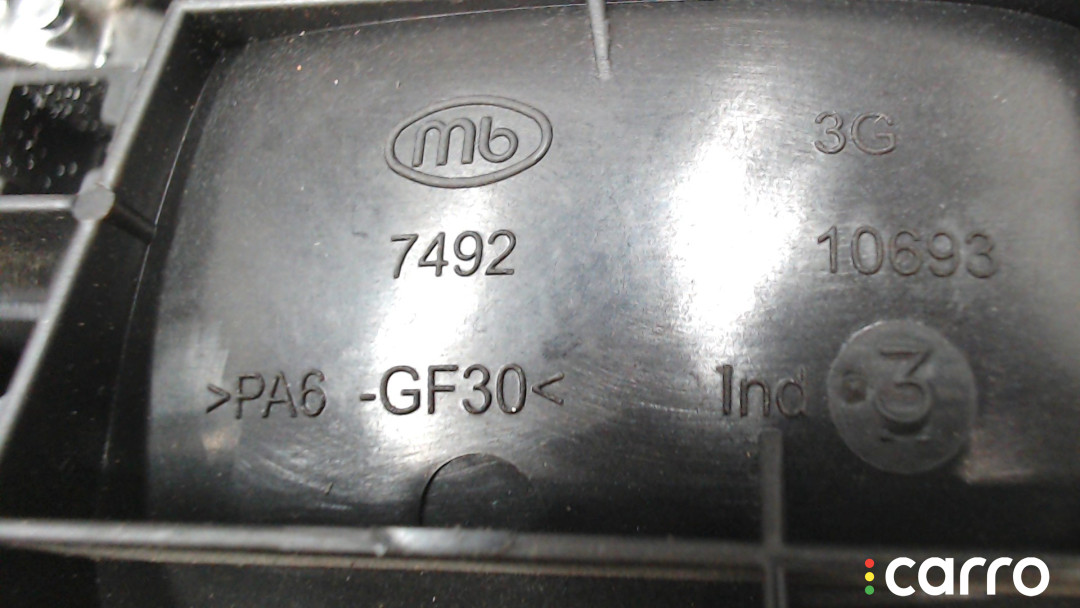 mb
3G
7492
10693
>PA6 -GF30<
Ind 3
carro